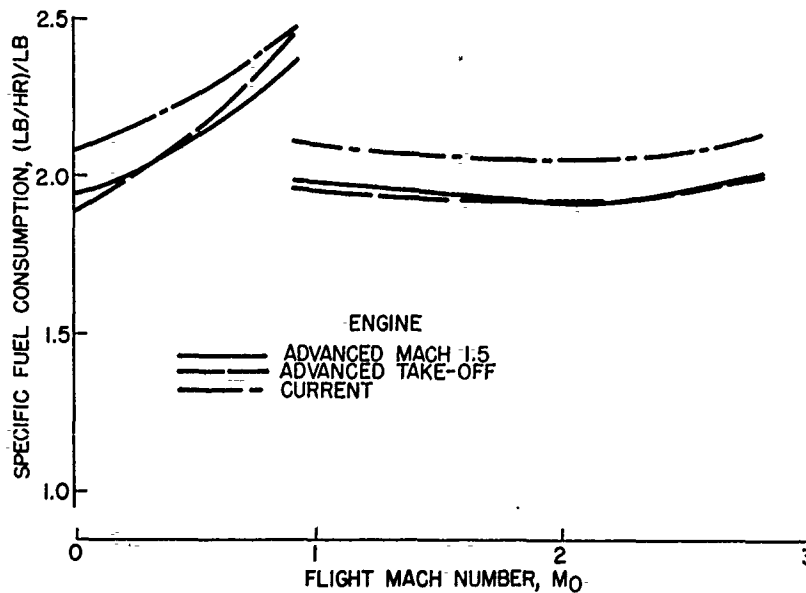 SPECIFIC FUEL CONSUMPTION, (LB/HR)/LB
2.5
2.0
1.5
1.0
ENGINE
ADVANCED MACH 1.5
ADVANCED TAKE-OFF
CURRENT
0
1
2
3
FLIGHT MACH NUMBER, M0